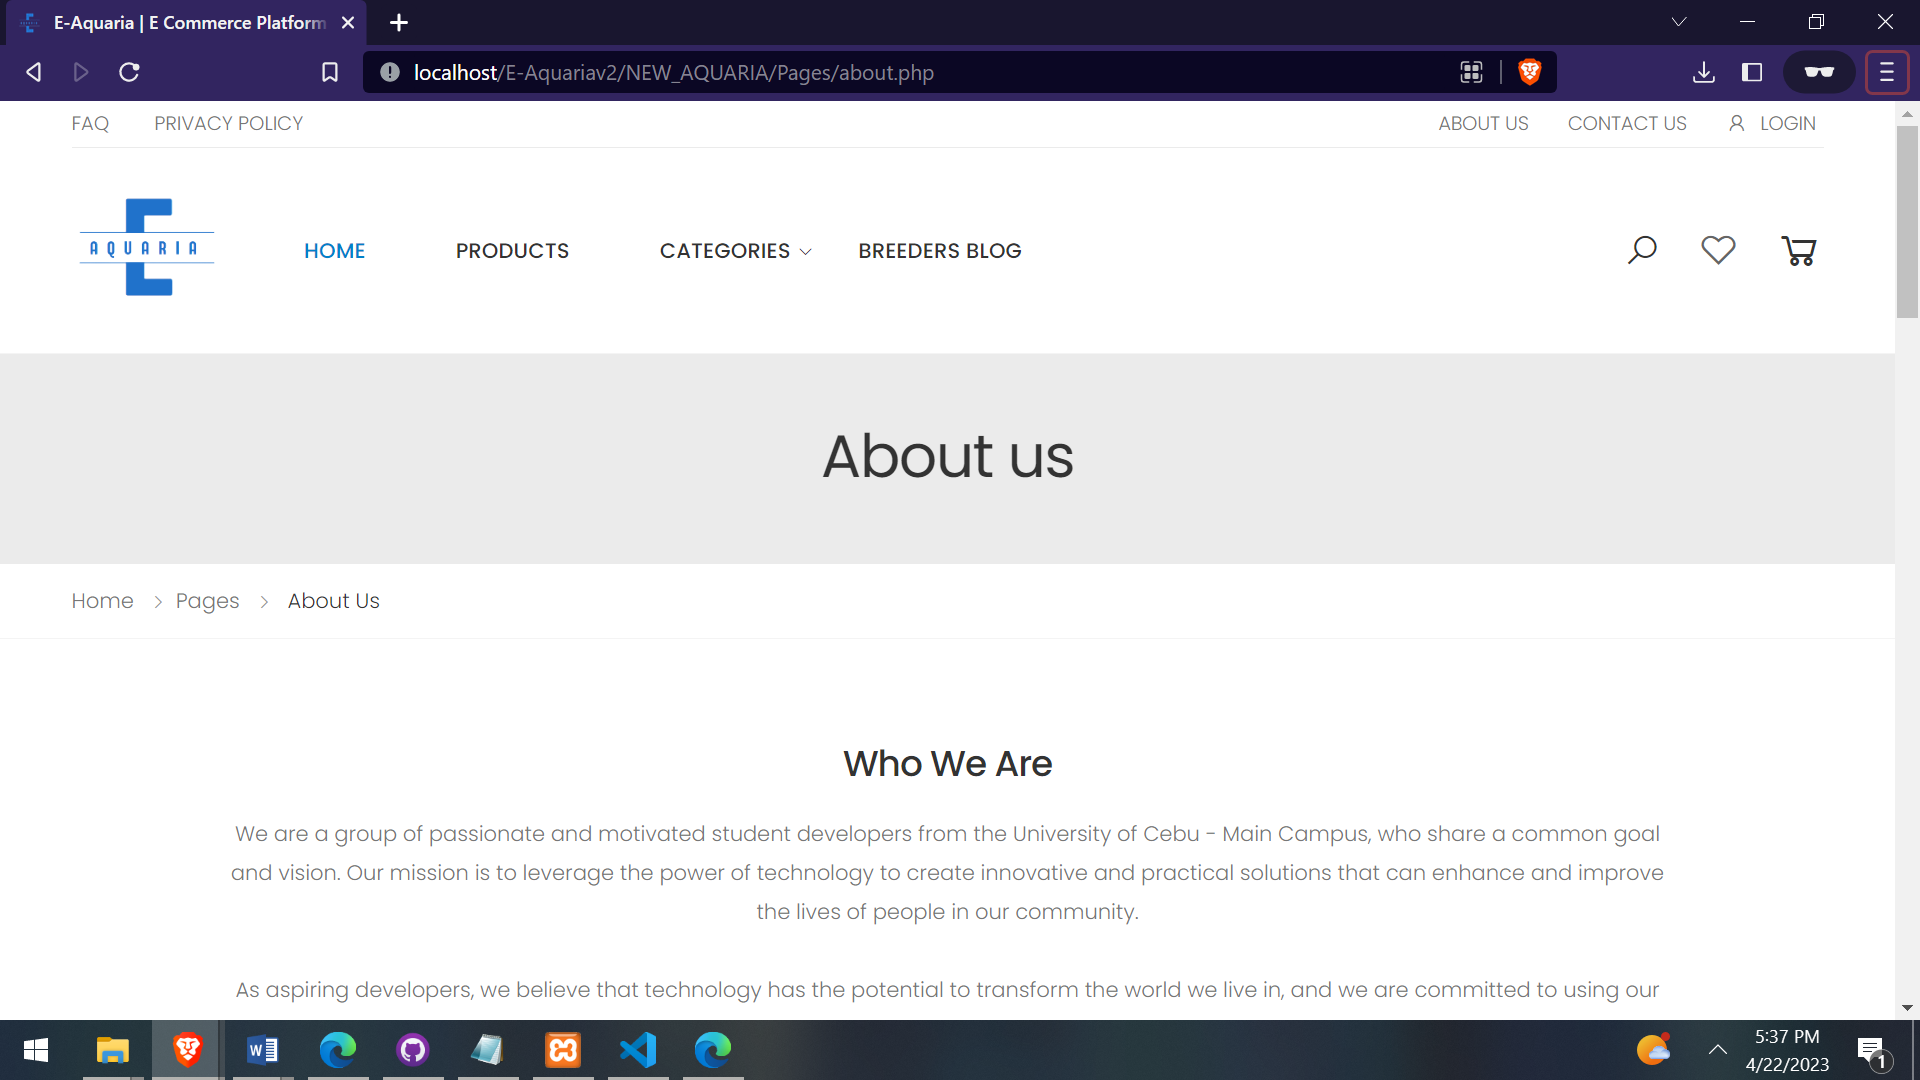 E-Aquaria | E Commerce Platform
localhost/E-Aquariav2/NEW_AQUARIA/Pages/about.php
FAQ PRIVACY POLICY ABOUT US CONTACT US LOGIN
E
AQUARIA
HOME PRODUCTS CATEGORIES BREEDERS BLOG
About us
Home > Pages > About Us
Who We Are
We are a group of passionate and motivated student developers from the University of Cebu - Main Campus, who share a common goal
and vision. Our mission is to leverage the power of technology to create innovative and practical solutions that can enhance and improve
the lives of people in our community.
As aspiring developers, we believe that technology has the potential to transform the world we live in, and we are committed to using our
5:37 PM
4/22/2023
1